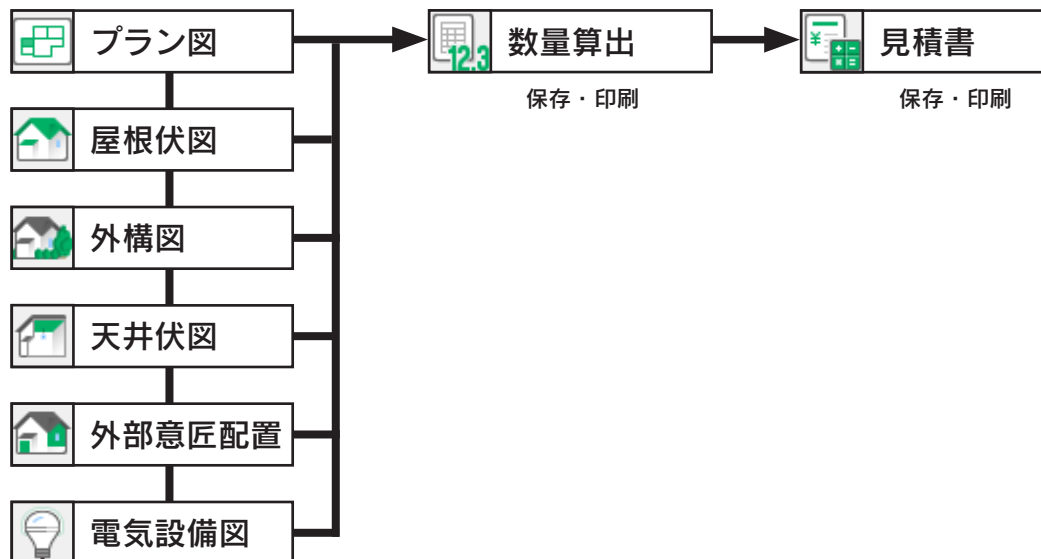 プラン図
12.3
数量算出
¥
見積書
保存・印刷
保存・印刷
屋根伏図
外構図
天井伏図
外部意匠配置
電気設備図